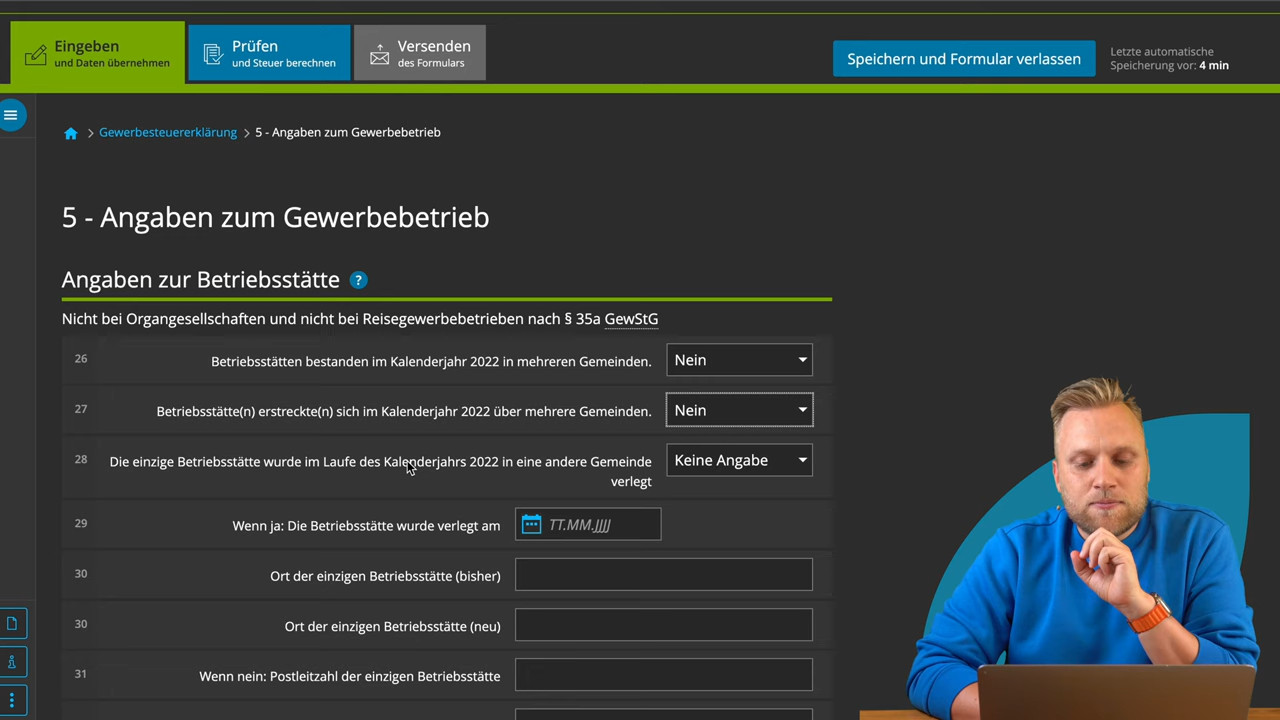 Eingeben
und Daten übernehmen
Prüfen
und Steuer berechnen
Versenden
des Formulars
Speichern und Formular verlassen
Letzte automatische
Speicherung vor: 4 min
Gewerbesteuererklärung > 5 - Angaben zum Gewerbebetrieb
5 - Angaben zum Gewerbebetrieb
Angaben zur Betriebsstätte ?
Nicht bei Organgesellschaften und nicht bei Reisegewerbebetrieben nach § 35a GewStG
26 Betriebsstätten bestanden im Kalenderjahr 2022 in mehreren Gemeinden. Nein
27 Betriebsstätte(n) erstreckte(n) sich im Kalenderjahr 2022 über mehrere Gemeinden. Nein
28 Die einzige Betriebsstätte wurde im Laufe des Kalenderjahrs 2022 in eine andere Gemeinde Keine Angabe
verlegt
29 Wenn ja: Die Betriebsstätte wurde verlegt am TT.MM.JJJJ
30 Ort der einzigen Betriebsstätte (bisher)
30 Ort der einzigen Betriebsstätte (neu)
31 Wenn nein: Postleitzahl der einzigen Betriebsstätte